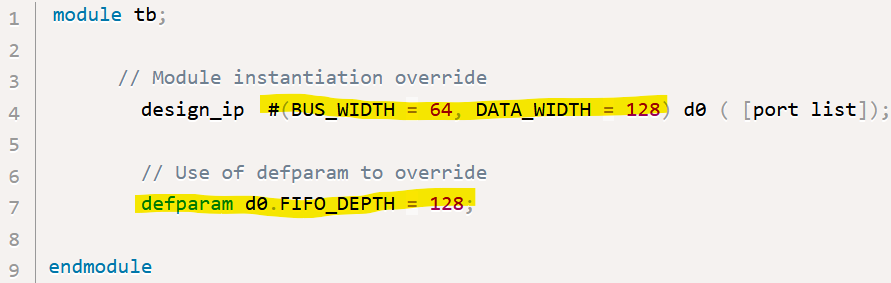 1 module tb;
2
3 // Module instantiation override
4 design_ip #(BUS_WIDTH = 64, DATA_WIDTH = 128) d0 ( [port list]);
5
6 // Use of defparam to override
7 defparam d0.FIFO_DEPTH = 128;
8
9 endmodule